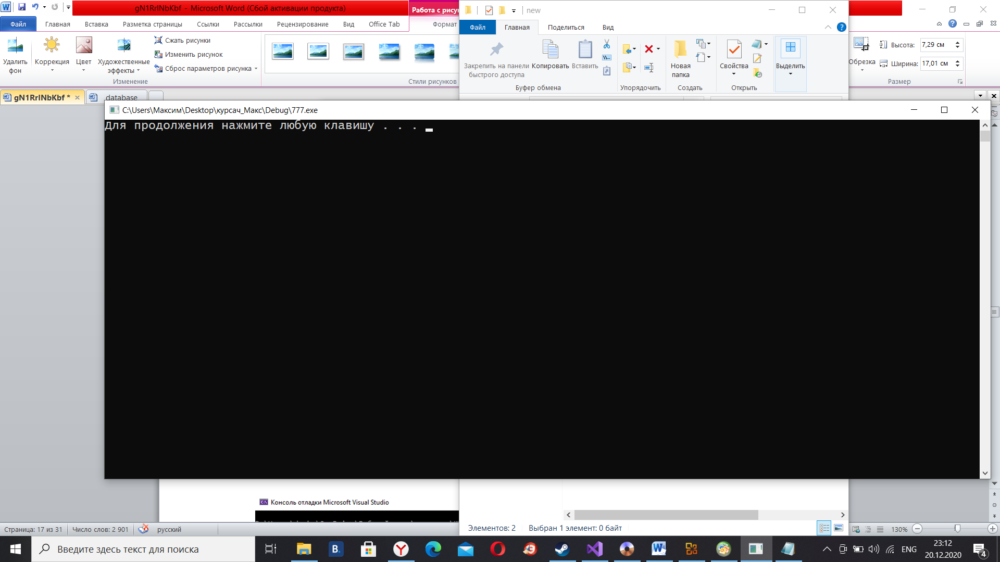 gN1RrINbKbf - Microsoft Word (Сбой активации продукта)
Работа с рисун
new
Файл
Главная
Вставка
Разметка страницы
Ссылки
Рассылки
Рецензирование
Вид
Office Tab
Формат
Файл
Главная
Поделиться
Вид
Удалить фон
Коррекция
Цвет
Художественные эффекты
Сжать рисунки
Изменить рисунок
Сброс параметров рисунка
Изменение
Стили рисунков
Закрепить на панели быстрого доступа
Копировать
Вставить
Буфер обмена
Упорядочить
Новая папка
Создать
Свойства
Открыть
Выделить
Обрезка
Высота: 7,29 см
Ширина: 17,01 см
Размер
gN1RrINbKbf *
database
C:\Users\Максим\Desktop\курсач_Макс\Debug\777.exe
Для продолжения нажмите любую клавишу . . .
Консоль отладки Microsoft Visual Studio
Элементов: 2
Выбран 1 элемент: 0 байт
Страница: 17 из 31
Число слов: 2 901
русский
130%
Введите здесь текст для поиска
B.
ENG
23:12
20.12.2020
4